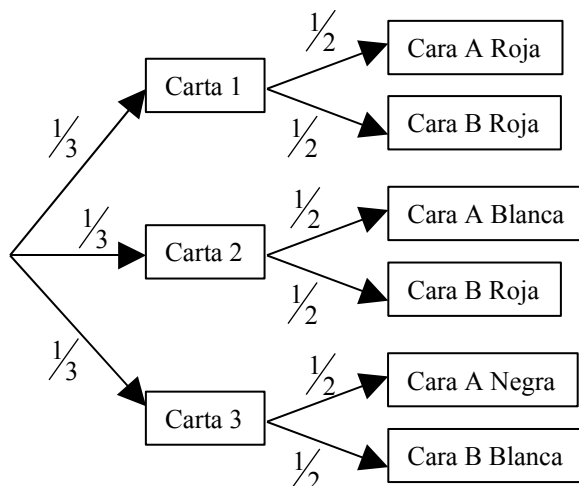 1/2
Cara A Roja
Carta 1
1/3
Cara B Roja
1/2
1/2
Cara A Blanca
1/3
Carta 2
Cara B Roja
1/2
1/3
1/2
Cara A Negra
Carta 3
Cara B Blanca
1/2